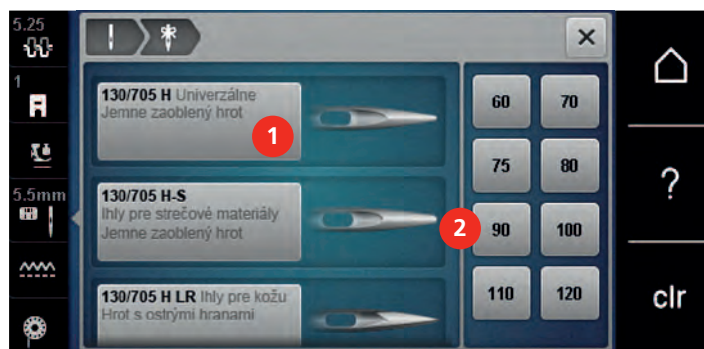 5.25
1
5.5mm
130/705 H Univerzálne
Jemne zaoblený hrot
1
130/705 H-S
Ihly pre strečové materiály
Jemne zaoblený hrot
2
130/705 H LR Ihly pre kožu
Hrot s ostrými hranami
60 70
75 80
90 100
110 120
?
clr